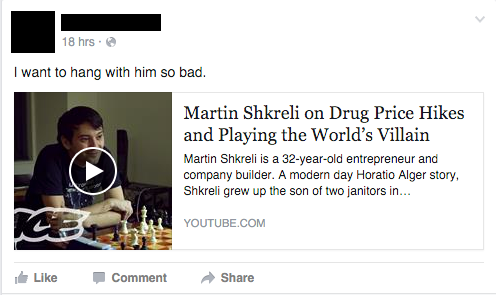 18 hrs ·
I want to hang with him so bad.
Martin Shkreli on Drug Price Hikes
and Playing the World's Villain
Martin Shkreli is a 32-year-old entrepreneur and
company builder. A modern day Horatio Alger story,
Shkreli grew up the son of two janitors in...
VICE
YOUTUBE.COM
Like Comment Share